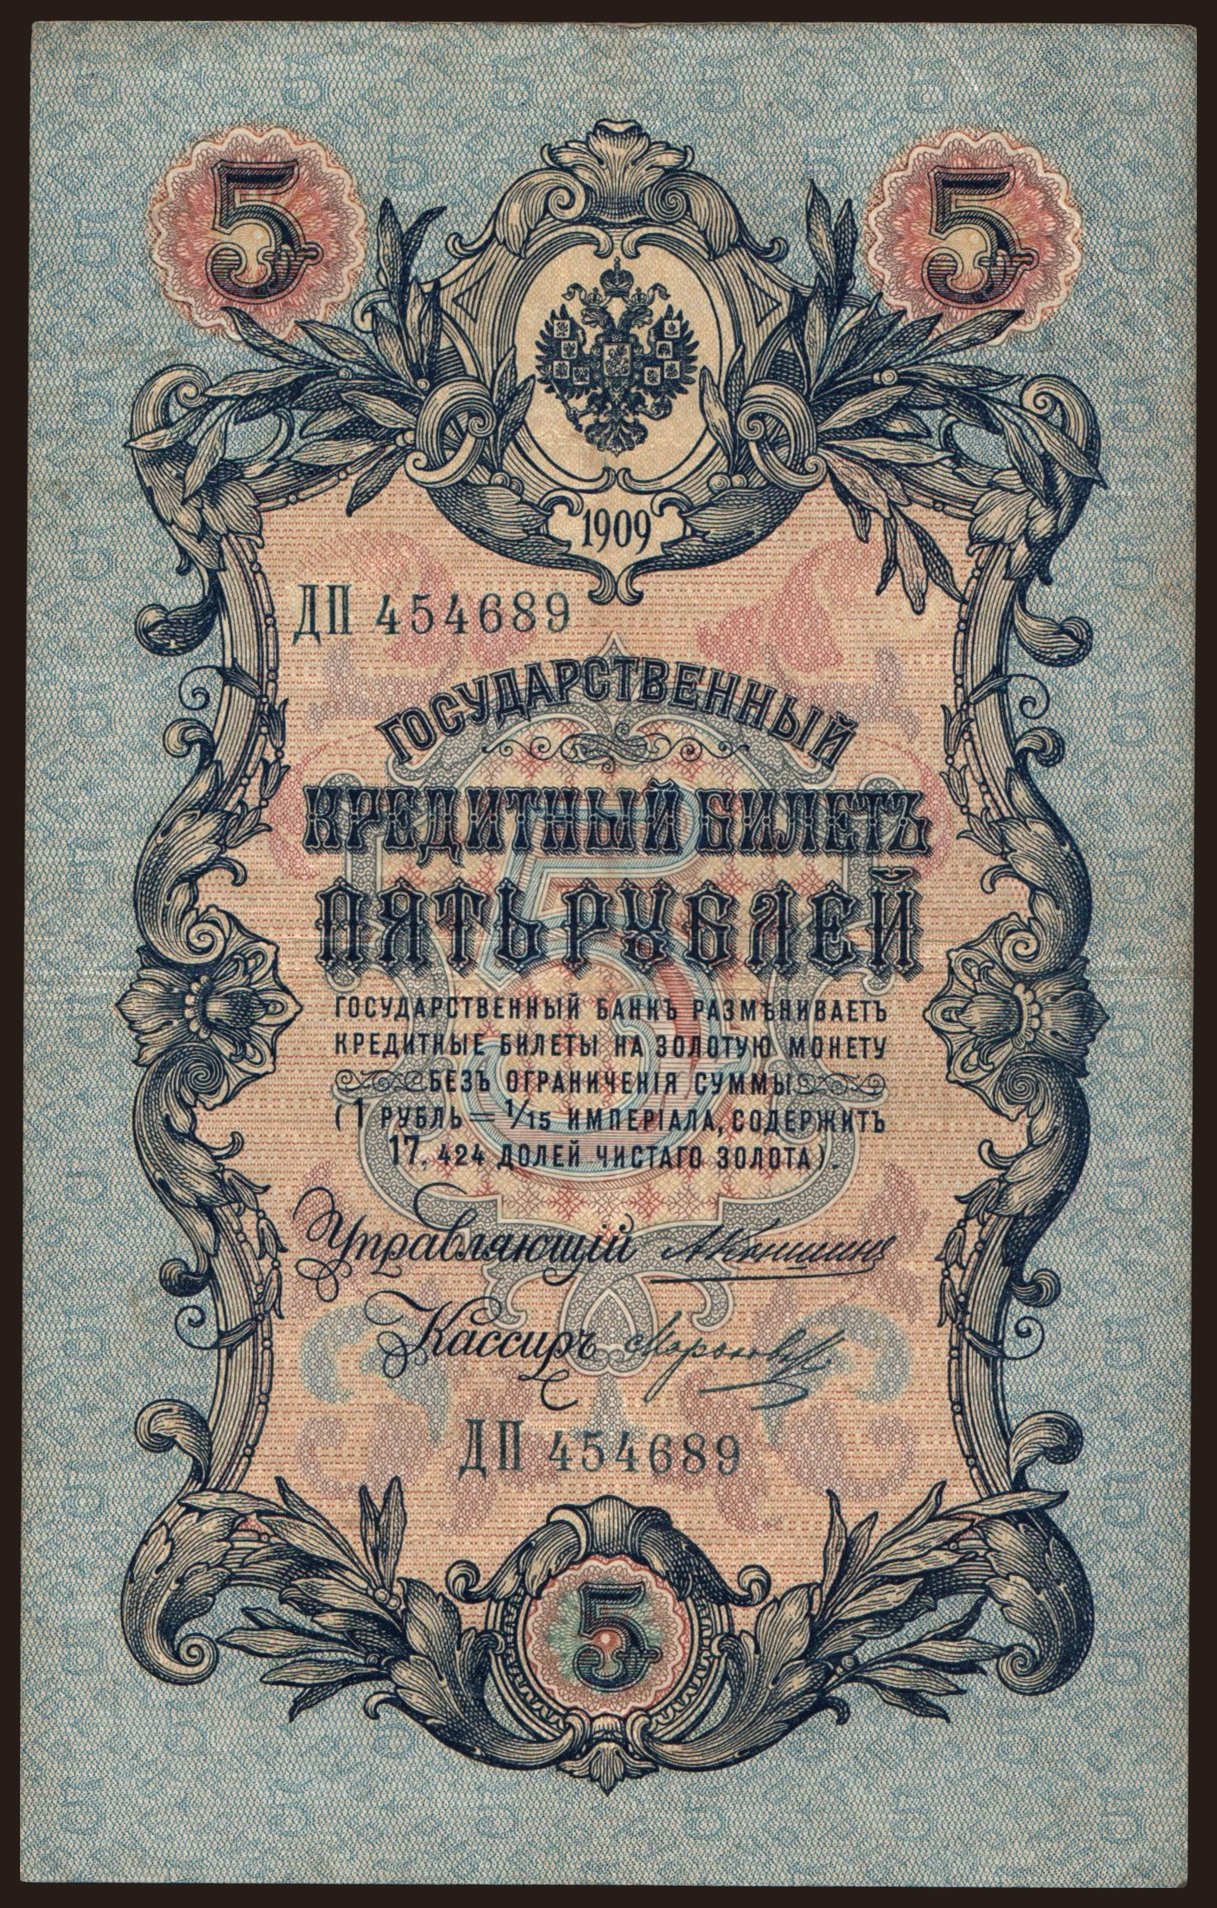 5 5
1909
ДП 454689
ГОСУДАРСТВЕННЫЙ
КРЕДИТНЫЙ БИЛЕТЪ
ПЯТЬ РУБЛЕЙ
ГОСУДАРСТВЕННЫЙ БАНКЪ РАЗМѢНИВАЕТЪ
КРЕДИТНЫЕ БИЛЕТЫ НА ЗОЛОТУЮ МОНЕТУ
БЕЗЪ ОГРАНИЧЕНІЯ СУММЫ
(1 РУБЛЬ = 1/15 ИМПЕРІАЛА, СОДЕРЖИТЪ
17,424 ДОЛЕЙ ЧИСТАГО ЗОЛОТА).
Управляющій АКоншинъ
Кассиръ
ДП 454689
5